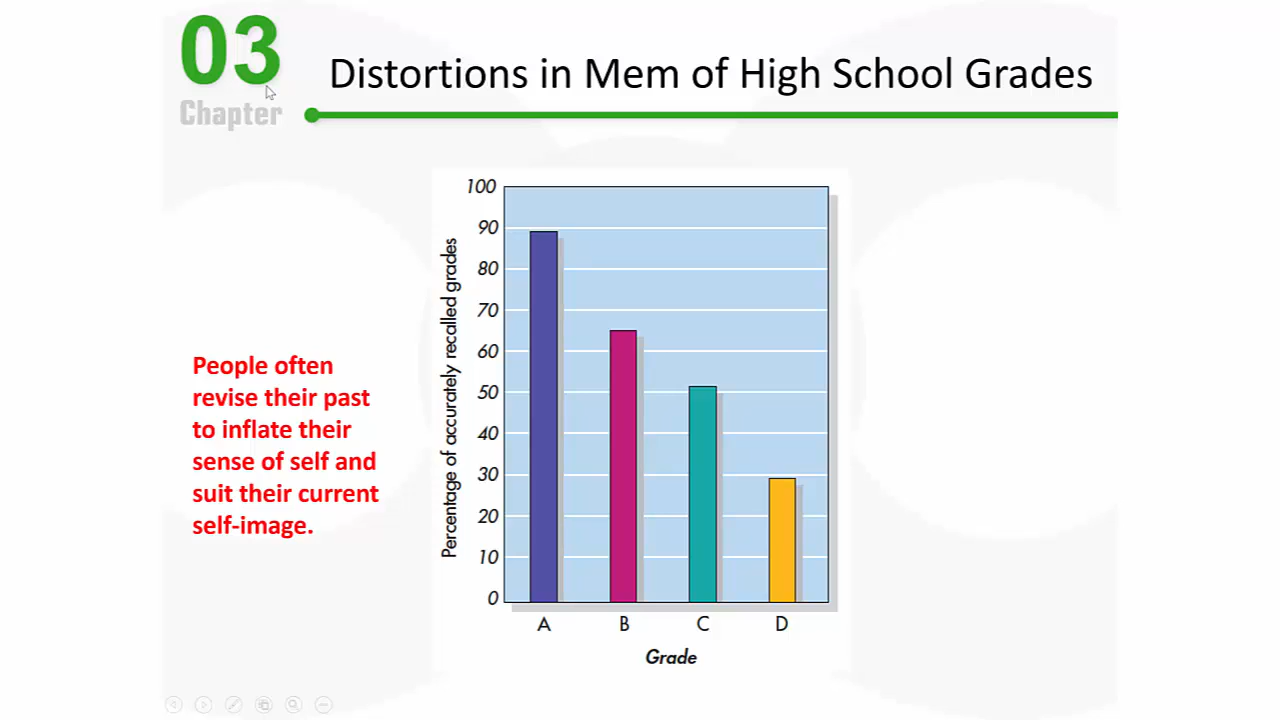 03
Chapter
Distortions in Mem of High School Grades
People often
revise their past
to inflate their
sense of self and
suit their current
self-image.
Percentage of accurately recalled grades
100
90
80
70
60
50
40
30
20
10
0
A B C D
Grade